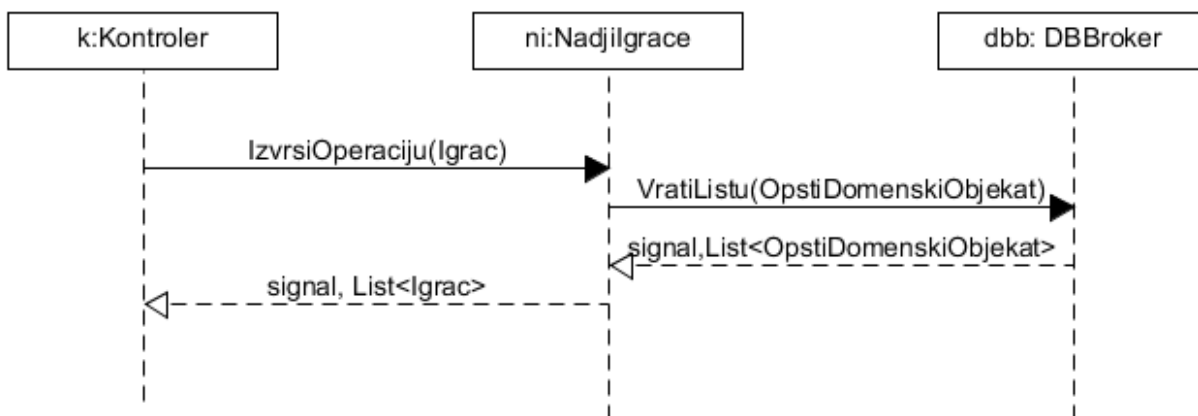 k:Kontroler
ni:NadjiIgrace
dbb: DBBroker
IzvrsiOperaciju(Igrac)
VratiListu(OpstiDomenskiObjekat)
signal,List<OpstiDomenskiObjekat>
signal, List<Igrac>